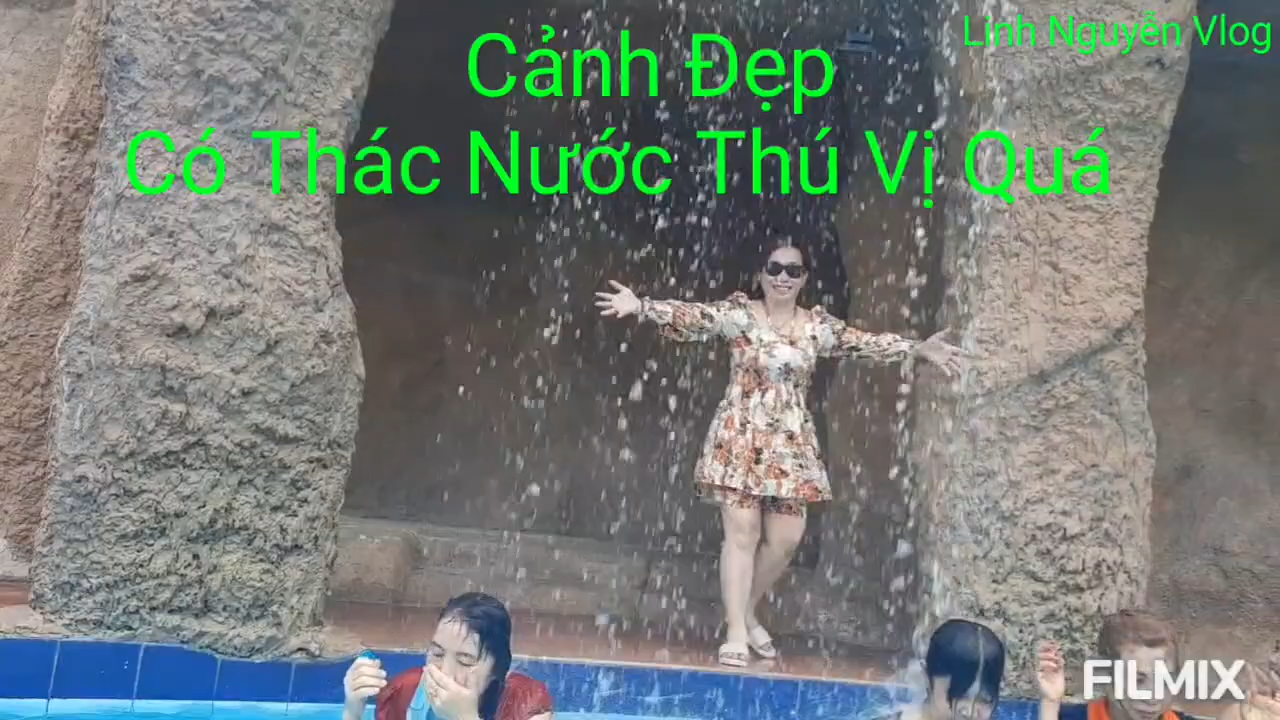 Linh Nguyễn Vlog
Cảnh Đẹp
Có Thác Nước Thú Vị Quá
FILMIX